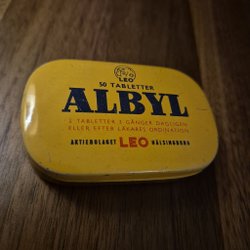 LEO
50 TABLETTER
ALBYL
2 TABLETTER 3 GÅNGER DAGLIGEN
ELLER EFTER LÄKARES ORDINATION
AKTIEBOLAGET LEO HÄLSINGBORG